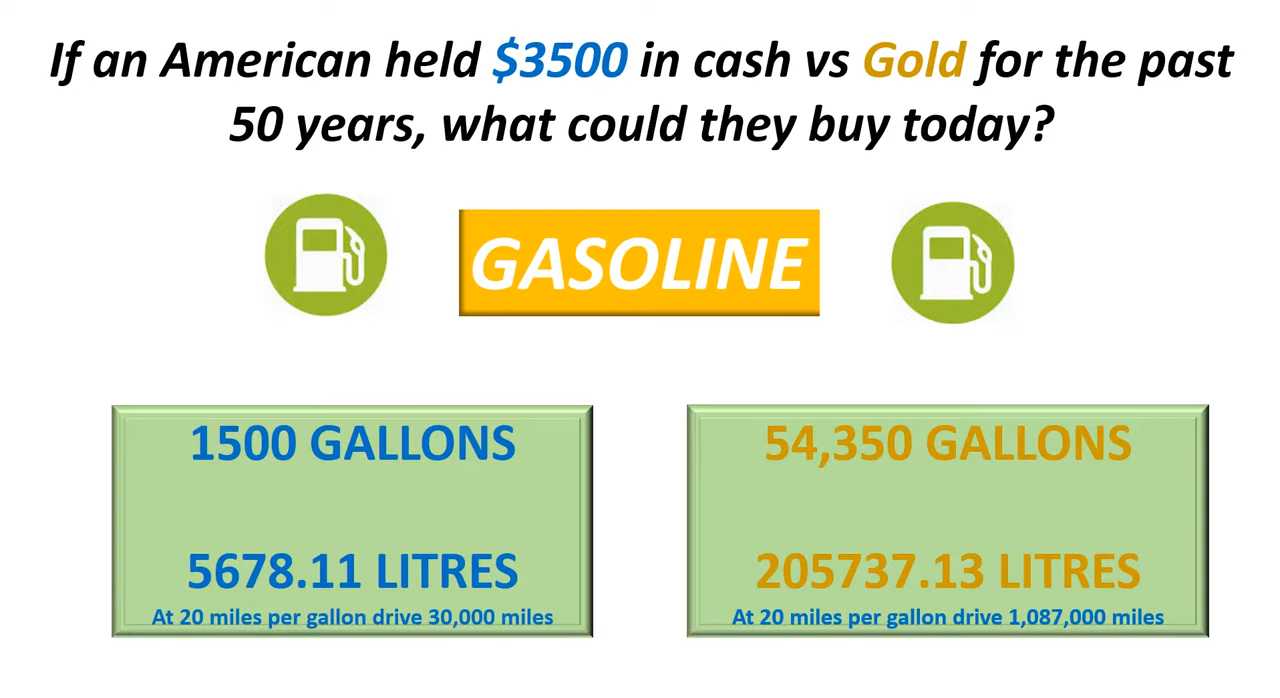 If an American held $3500 in cash vs Gold for the past
50 years, what could they buy today?
GASOLINE
1500 GALLONS
5678.11 LITRES
At 20 miles per gallon drive 30,000 miles
54,350 GALLONS
205737.13 LITRES
At 20 miles per gallon drive 1,087,000 miles